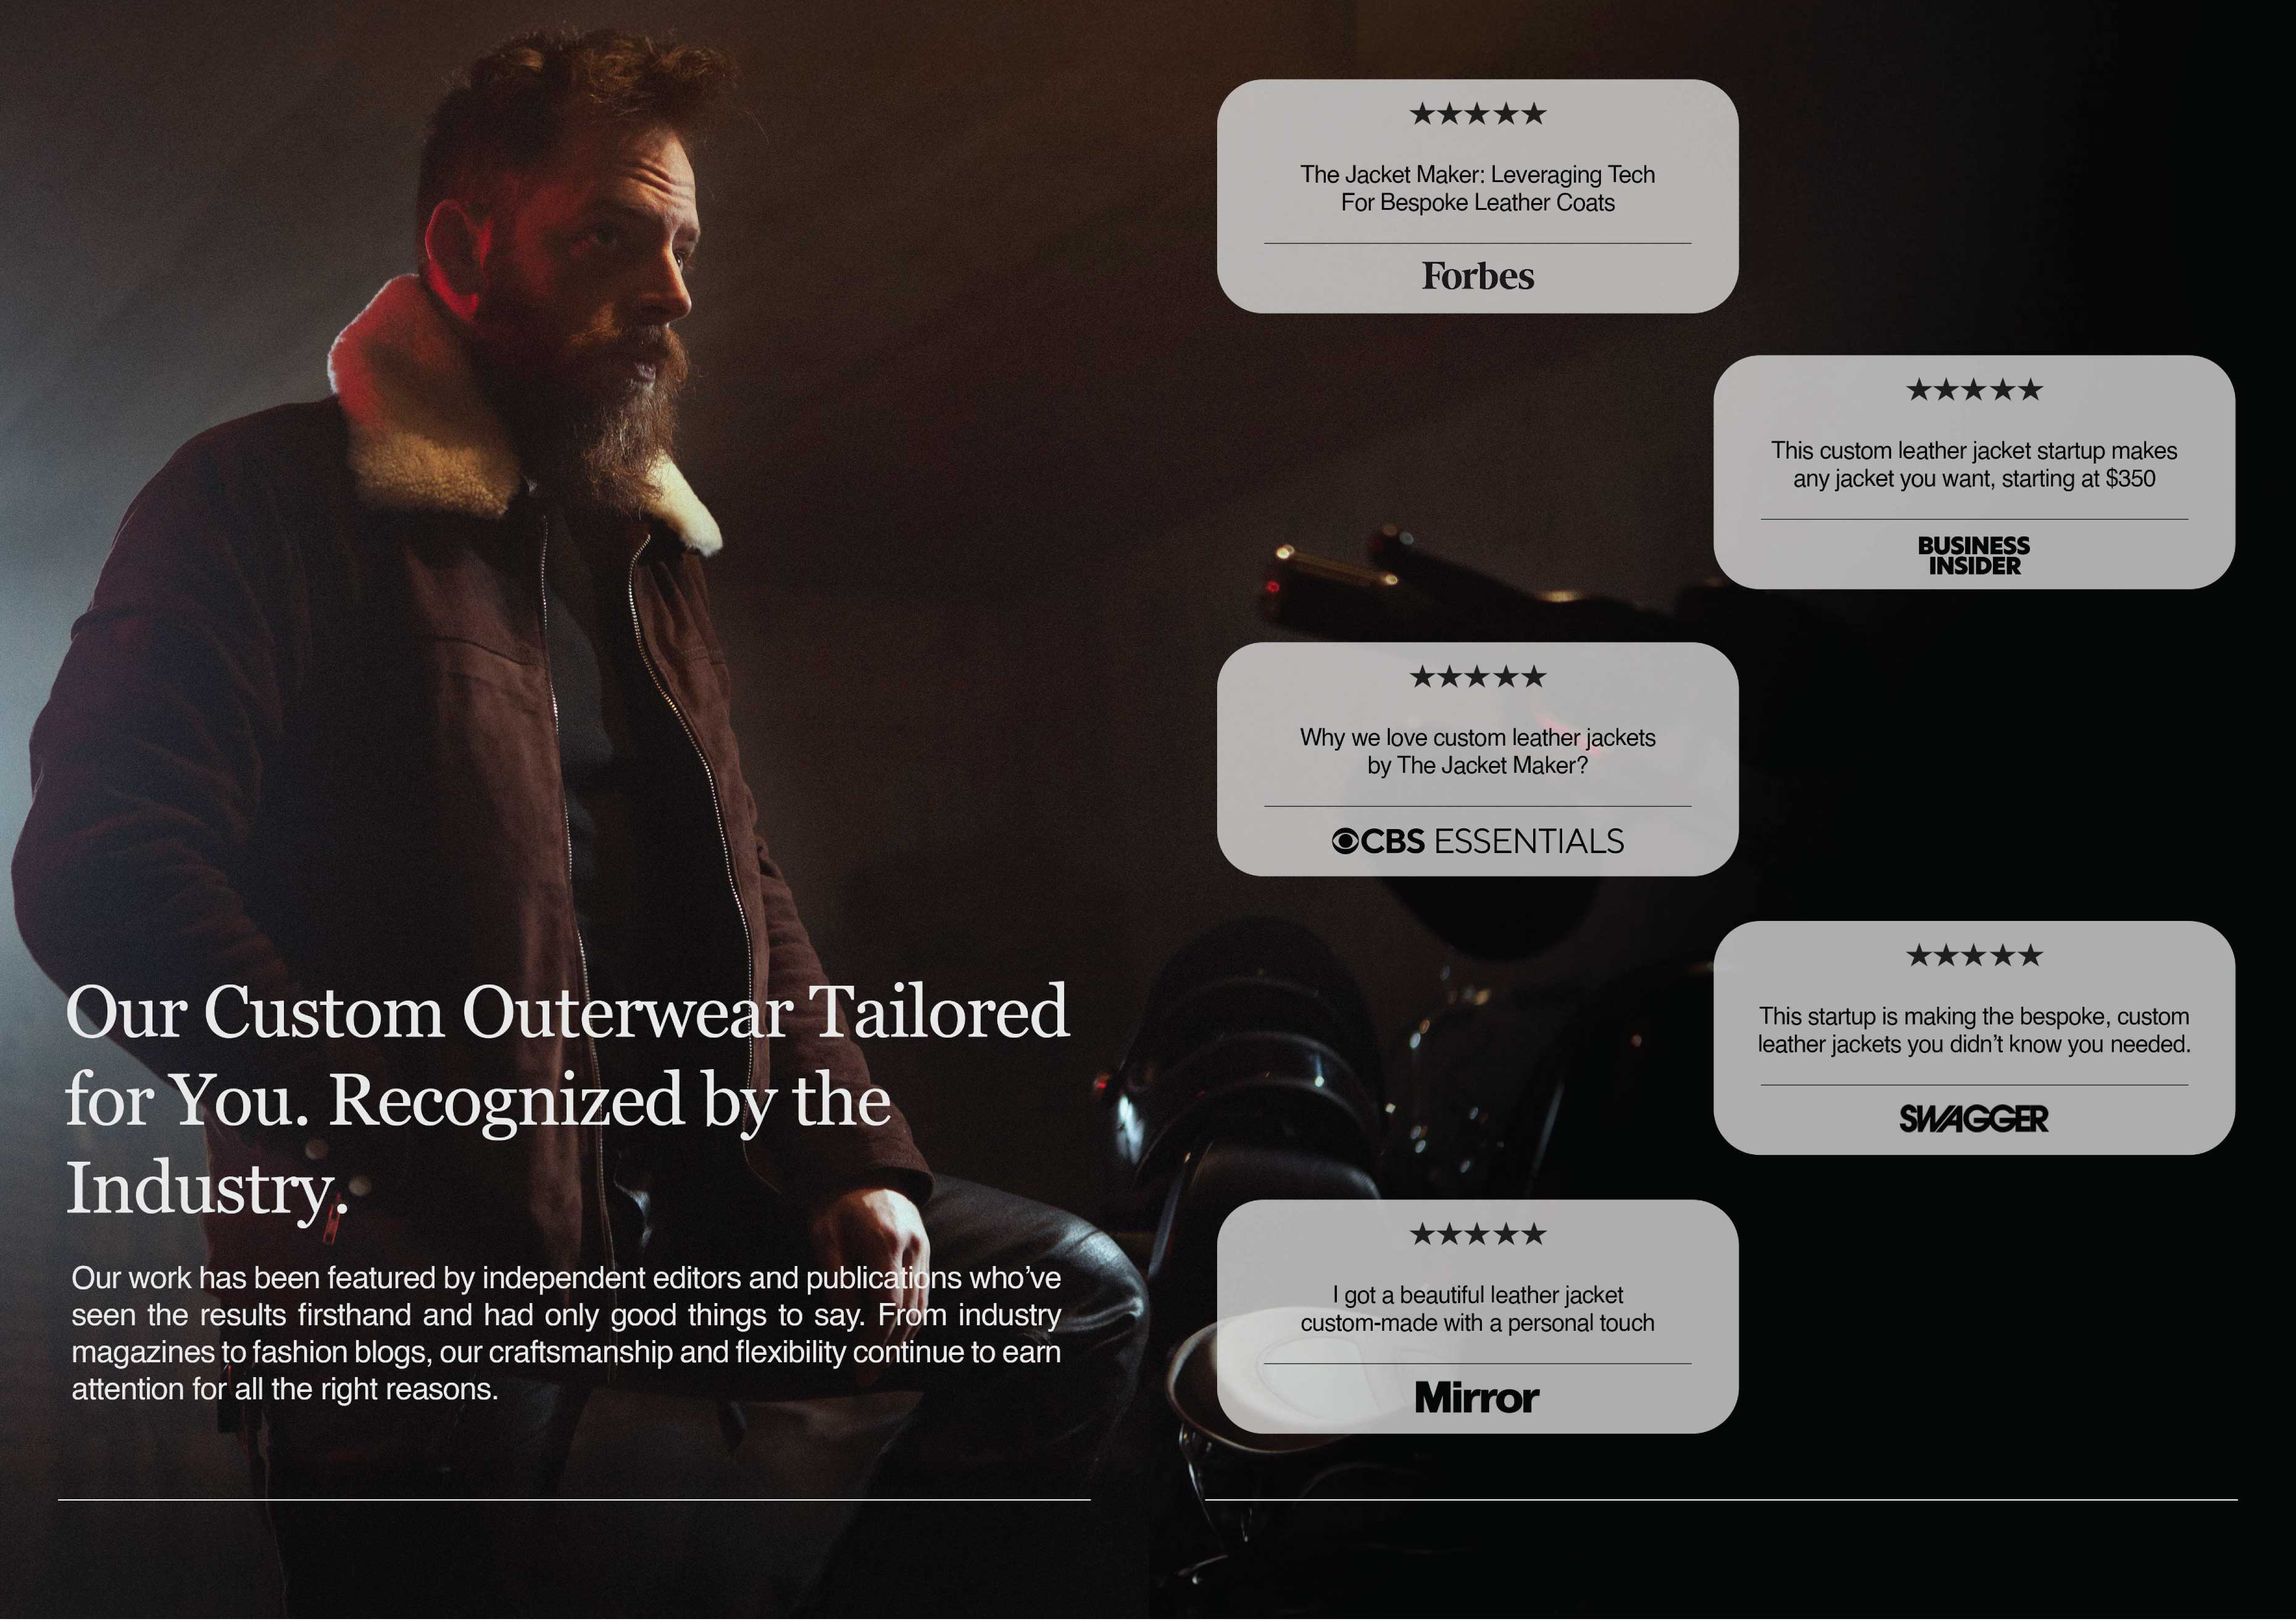 Our Custom Outerwear Tailored
for You. Recognized by the
Industry.
Our work has been featured by independent editors and publications who’ve
seen the results firsthand and had only good things to say. From industry
magazines to fashion blogs, our craftsmanship and flexibility continue to earn
attention for all the right reasons.
★★★★★
The Jacket Maker: Leveraging Tech
For Bespoke Leather Coats
Forbes
★★★★★
This custom leather jacket startup makes
any jacket you want, starting at $350
BUSINESS
INSIDER
★★★★★
Why we love custom leather jackets
by The Jacket Maker?
CBS ESSENTIALS
★★★★★
This startup is making the bespoke, custom
leather jackets you didn’t know you needed.
SWAGGER
★★★★★
I got a beautiful leather jacket
custom-made with a personal touch
Mirror